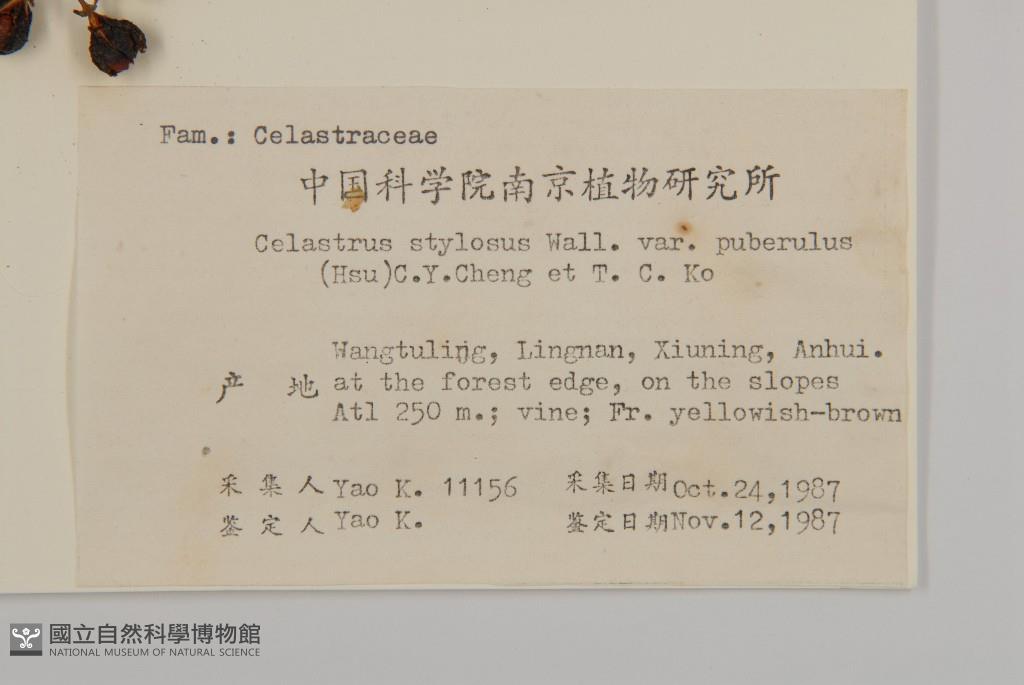 Fam.: Celastraceae
中国科学院南京植物研究所
Celastrus stylosus Wall. var. puberulus
(Hsu)C.Y.Cheng et T. C. Ko
Wangtuling, Lingnan, Xiuning, Anhui.
产 地 at the forest edge, on the slopes
Atl 250 m.; vine; Fr. yellowish-brown
采 集 人 Yao K. 11156 采集日期 Oct.24,1987
鉴 定 人 Yao K. 鉴定日期 Nov.12,1987
國立自然科學博物館
NATIONAL MUSEUM OF NATURAL SCIENCE